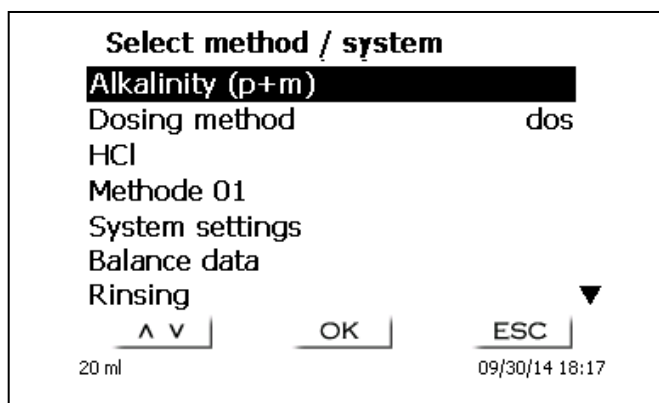 Select method / system
Alkalinity (p+m)
Dosing method dos
HCl
Methode 01
System settings
Balance data
Rinsing ▼
∧ ∨ OK ESC
20 ml 09/30/14 18:17